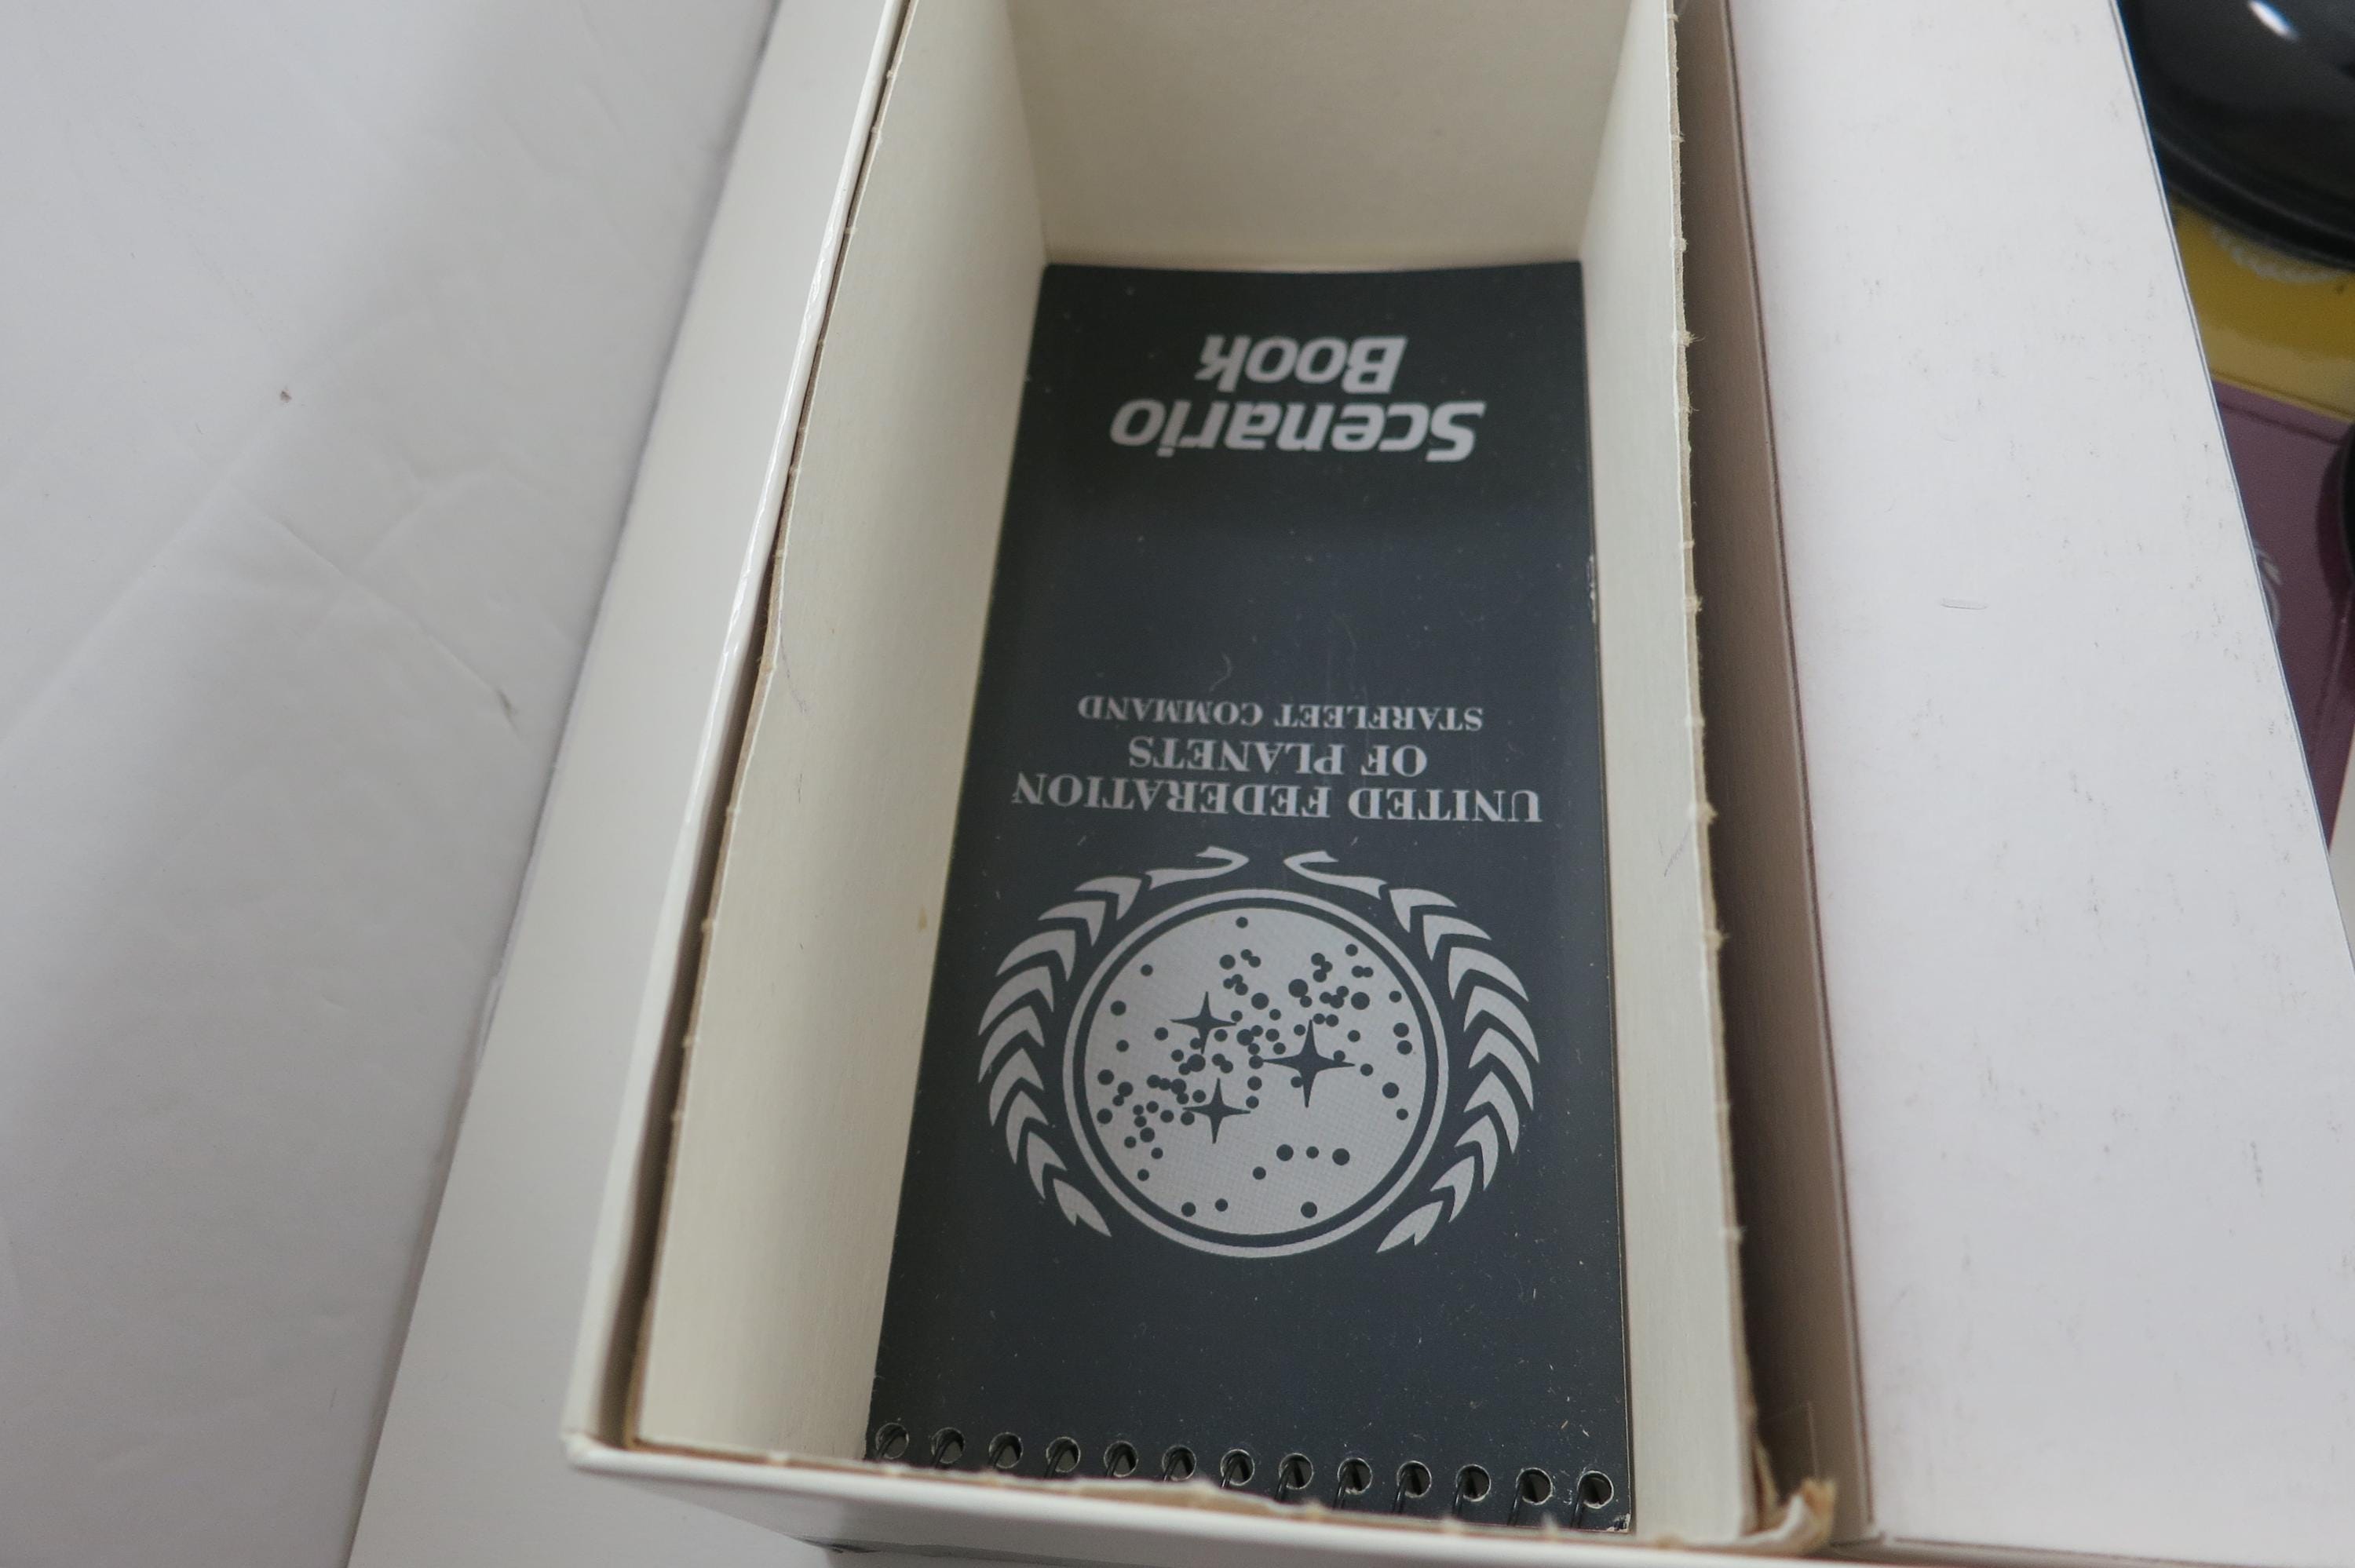 UNITED FEDERATION
OF PLANETS
STARFLEET COMMAND
Scenario
Book